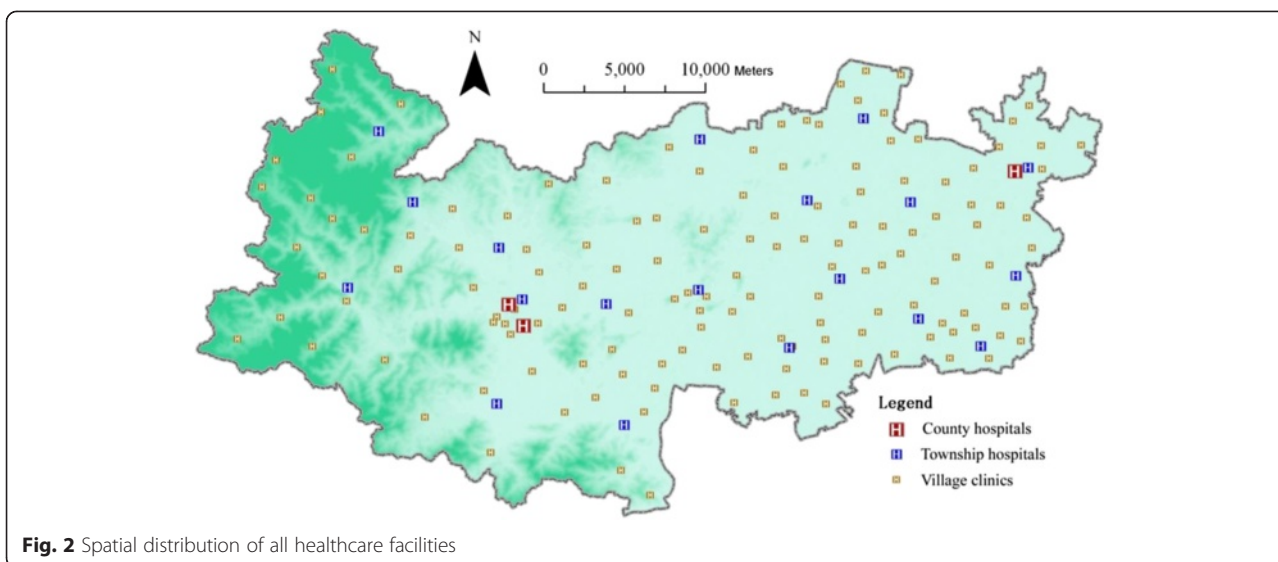 N
0 5,000 10,000 Meters
Legend
County hospitals
Township hospitals
Village clinics
Fig. 2 Spatial distribution of all healthcare facilities